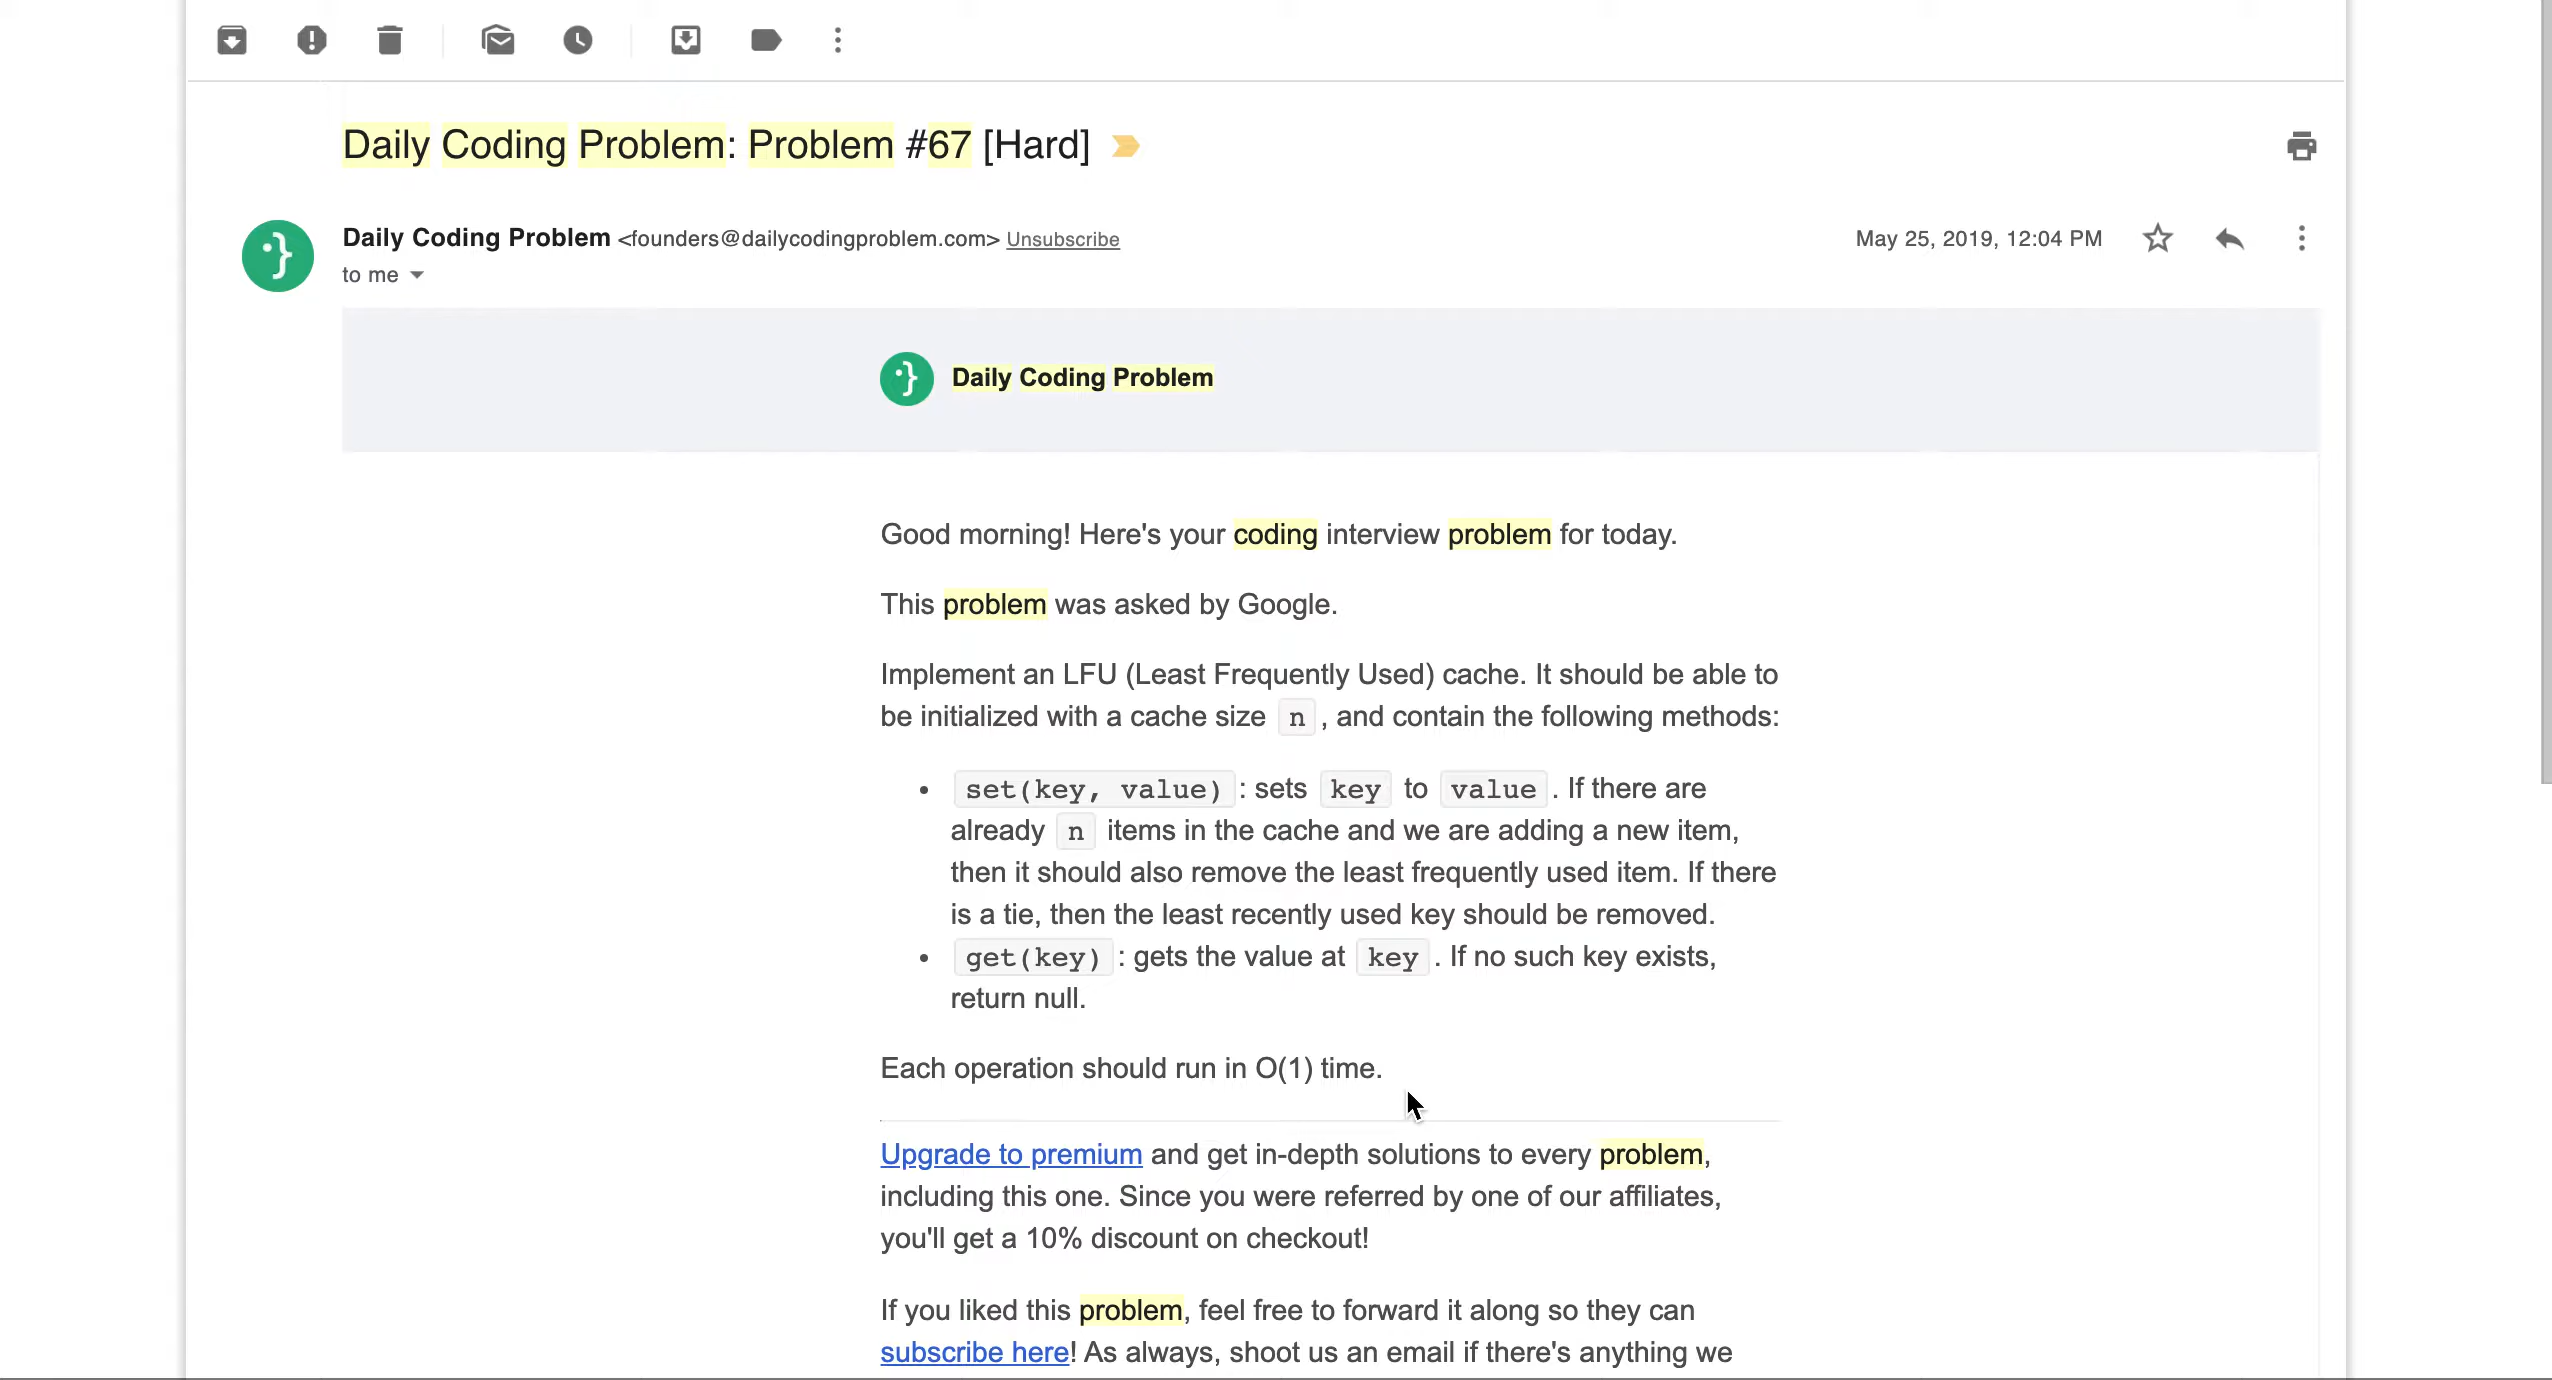 Daily Coding Problem: Problem #67 [Hard]
Daily Coding Problem <founders@dailycodingproblem.com> Unsubscribe
May 25, 2019, 12:04 PM
to me
Daily Coding Problem
Good morning! Here's your coding interview problem for today.
This problem was asked by Google.
Implement an LFU (Least Frequently Used) cache. It should be able to
be initialized with a cache size n, and contain the following methods:
• set(key, value): sets key to value. If there are
already n items in the cache and we are adding a new item,
then it should also remove the least frequently used item. If there
is a tie, then the least recently used key should be removed.
• get(key): gets the value at key. If no such key exists,
return null.
Each operation should run in O(1) time.
Upgrade to premium and get in-depth solutions to every problem,
including this one. Since you were referred by one of our affiliates,
you'll get a 10% discount on checkout!
If you liked this problem, feel free to forward it along so they can
subscribe here! As always, shoot us an email if there's anything we